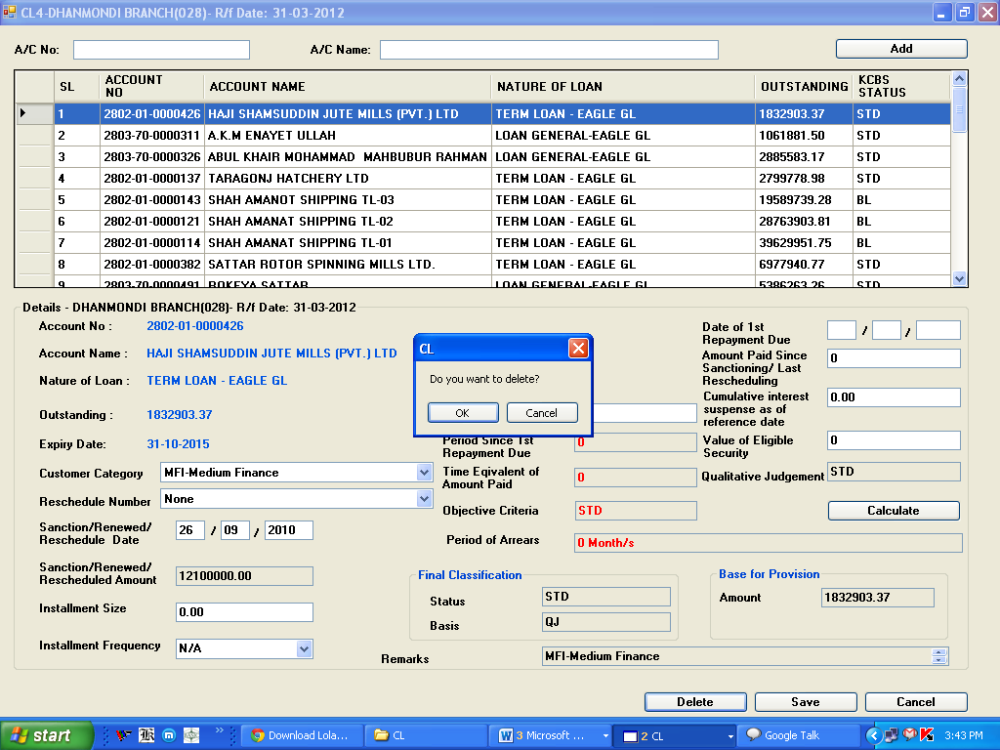 CL4-DHANMONDI BRANCH(028)- R/f Date: 31-03-2012
A/C No: A/C Name: Add
SL ACCOUNT NO ACCOUNT NAME NATURE OF LOAN OUTSTANDING KCBS STATUS
1 2802-01-0000426 HAJI SHAMSUDDIN JUTE MILLS (PVT.) LTD TERM LOAN - EAGLE GL 1832903.37 STD
2 2803-70-0000311 A.K.M ENAYET ULLAH LOAN GENERAL-EAGLE GL 1061881.50 STD
3 2803-70-0000326 ABUL KHAIR MOHAMMAD MAHBUBUR RAHMAN LOAN GENERAL-EAGLE GL 2885583.17 STD
4 2802-01-0000137 TARAGONJ HATCHERY LTD TERM LOAN - EAGLE GL 2799778.98 STD
5 2802-01-0000143 SHAH AMANOT SHIPPING TL-03 TERM LOAN - EAGLE GL 19589739.28 BL
6 2802-01-0000121 SHAH AMANAT SHIPPING TL-02 TERM LOAN - EAGLE GL 28763903.81 BL
7 2802-01-0000114 SHAH AMANAT SHIPPING TL-01 TERM LOAN - EAGLE GL 39629951.75 BL
8 2802-01-0000382 SATTAR ROTOR SPINNING MILLS LTD. TERM LOAN - EAGLE GL 6977940.77 STD
9 2803-70-0000491 ROKEYA SATTAR LOAN GENERAL-EAGLE GL 5386263.26 STD
Details - DHANMONDI BRANCH(028)- R/f Date: 31-03-2012
Account No : 2802-01-0000426
Account Name : HAJI SHAMSUDDIN JUTE MILLS (PVT.) LTD
Nature of Loan : TERM LOAN - EAGLE GL
Outstanding : 1832903.37
Expiry Date: 31-10-2015
Customer Category MFI-Medium Finance
Reschedule Number None
Sanction/Renewed/
Reschedule Date 26 / 09 / 2010
Sanction/Renewed/
Rescheduled Amount 12100000.00
Installment Size 0.00
Installment Frequency N/A
CL
Do you want to delete?
OK Cancel
Period Since 1st
Repayment Due 0
Time Eqivalent of
Amount Paid 0
Objective Criteria STD
Period of Arrears 0 Month/s
Date of 1st
Repayment Due / /
Amount Paid Since
Sanctioning/ Last
Rescheduling 0
Cumulative interest
suspense as of
reference date 0.00
Value of Eligible
Security 0
Qualitative Judgement STD
Calculate
Final Classification
Status STD
Basis QJ
Base for Provision
Amount 1832903.37
Remarks MFI-Medium Finance
Delete Save Cancel
start Download Lola... CL 3 Microsoft ... 2 CL Google Talk 3:43 PM